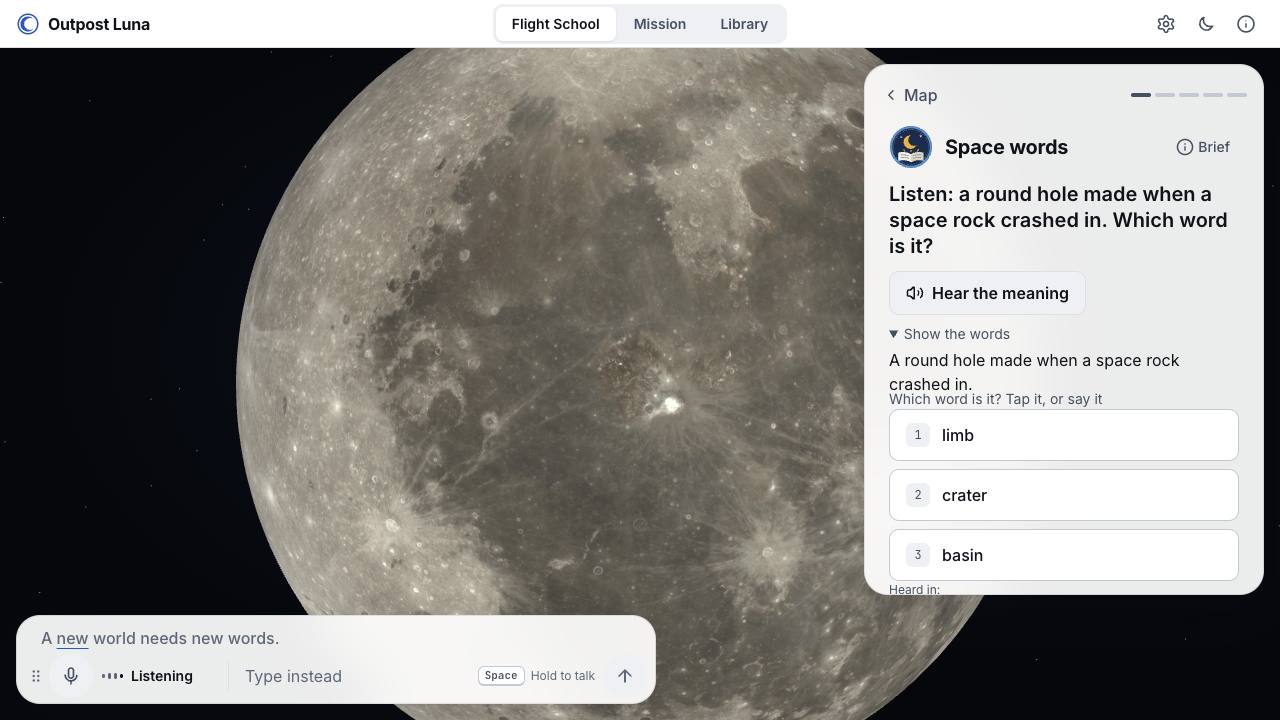 Outpost Luna
Flight School
Mission
Library
Map
Space words
Brief
Listen: a round hole made when a
space rock crashed in. Which word
is it?
Hear the meaning
Show the words
A round hole made when a space rock
crashed in.
Which word is it? Tap it, or say it
1 limb
2 crater
3 basin
Heard in:
A new world needs new words.
Listening
Type instead
Space Hold to talk